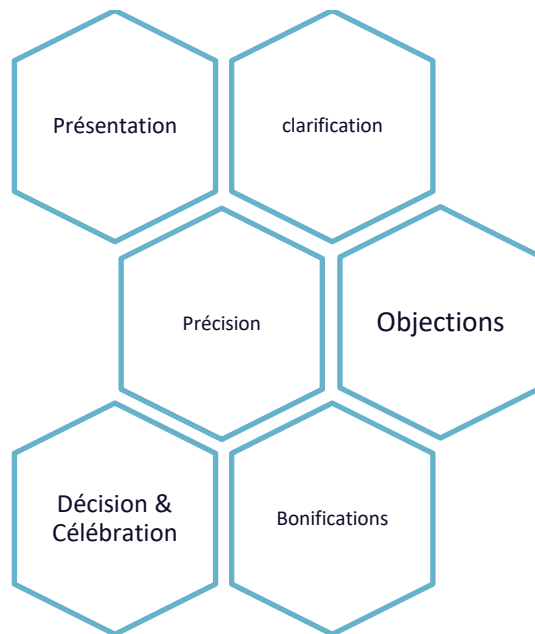 Présentation
clarification
Précision
Objections
Décision &
Célébration
Bonifications